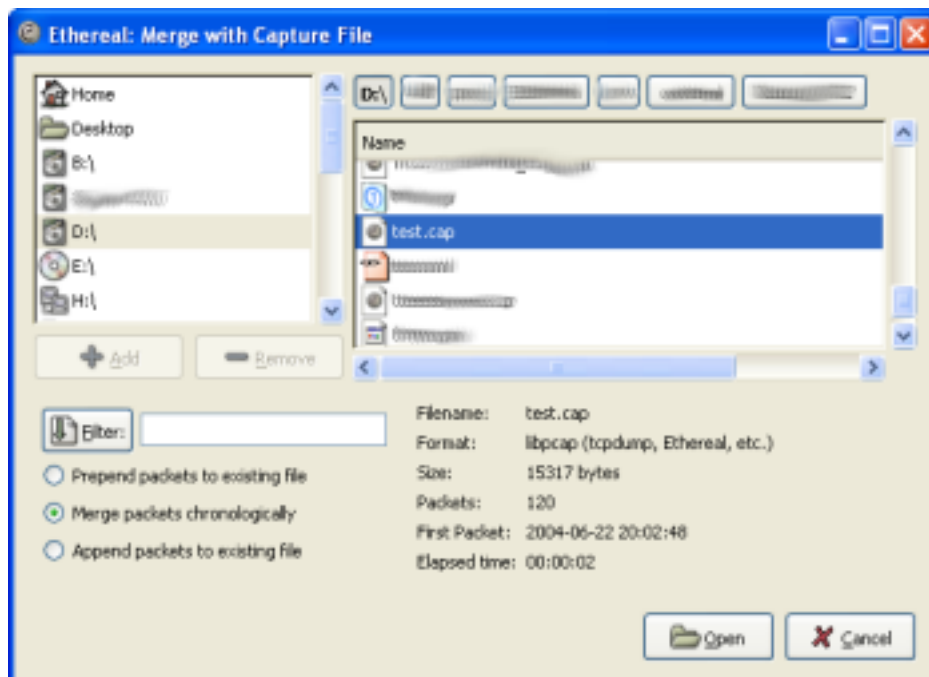 Ethereal: Merge with Capture File
Home
Desktop
B:\
D:\
E:\
H:\
Add
Remove
D:\
Name
test.cap
Filter:
Prepend packets to existing file
Merge packets chronologically
Append packets to existing file
Filename: test.cap
Format: libpcap (tcpdump, Ethereal, etc.)
Size: 15317 bytes
Packets: 120
First Packet: 2004-06-22 20:02:48
Elapsed time: 00:00:02
Open
Cancel